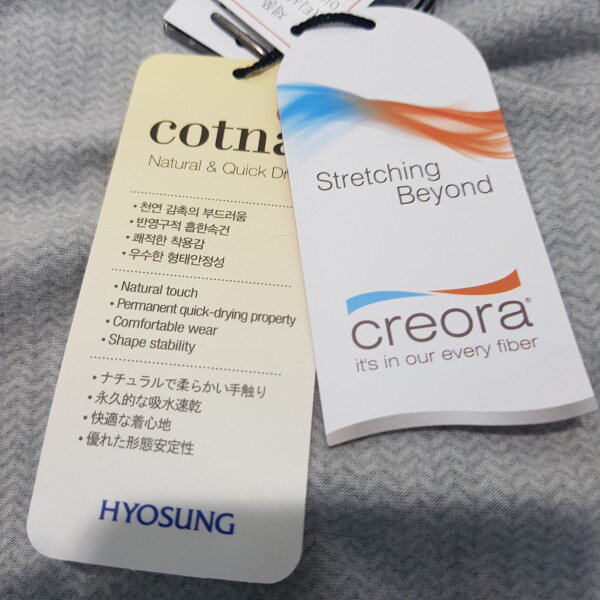 cotna
Natural & Quick Dr
• 천연 감촉의 부드러움
• 반영구적 흡한속건
• 쾌적한 착용감
• 우수한 형태안정성
• Natural touch
• Permanent quick-drying property
• Comfortable wear
• Shape stability
• ナチュラルで柔らかい手触り
• 永久的な吸水速乾
• 快適な着心地
• 優れた形態安定性
HYOSUNG
Stretching
Beyond
creora®
it's in our every fiber